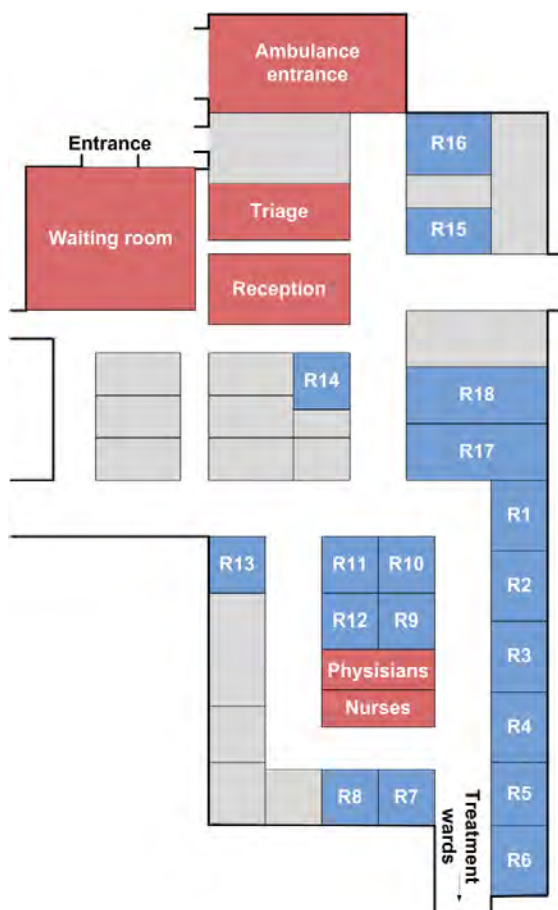 Ambulance
entrance
Entrance
R16
Triage
R15
Waiting room
Reception
R14
R18
R17
R1
R13
R11
R10
R2
R12
R9
R3
Physisians
Nurses
R4
R8
R7
R5
Treatment
wards
R6